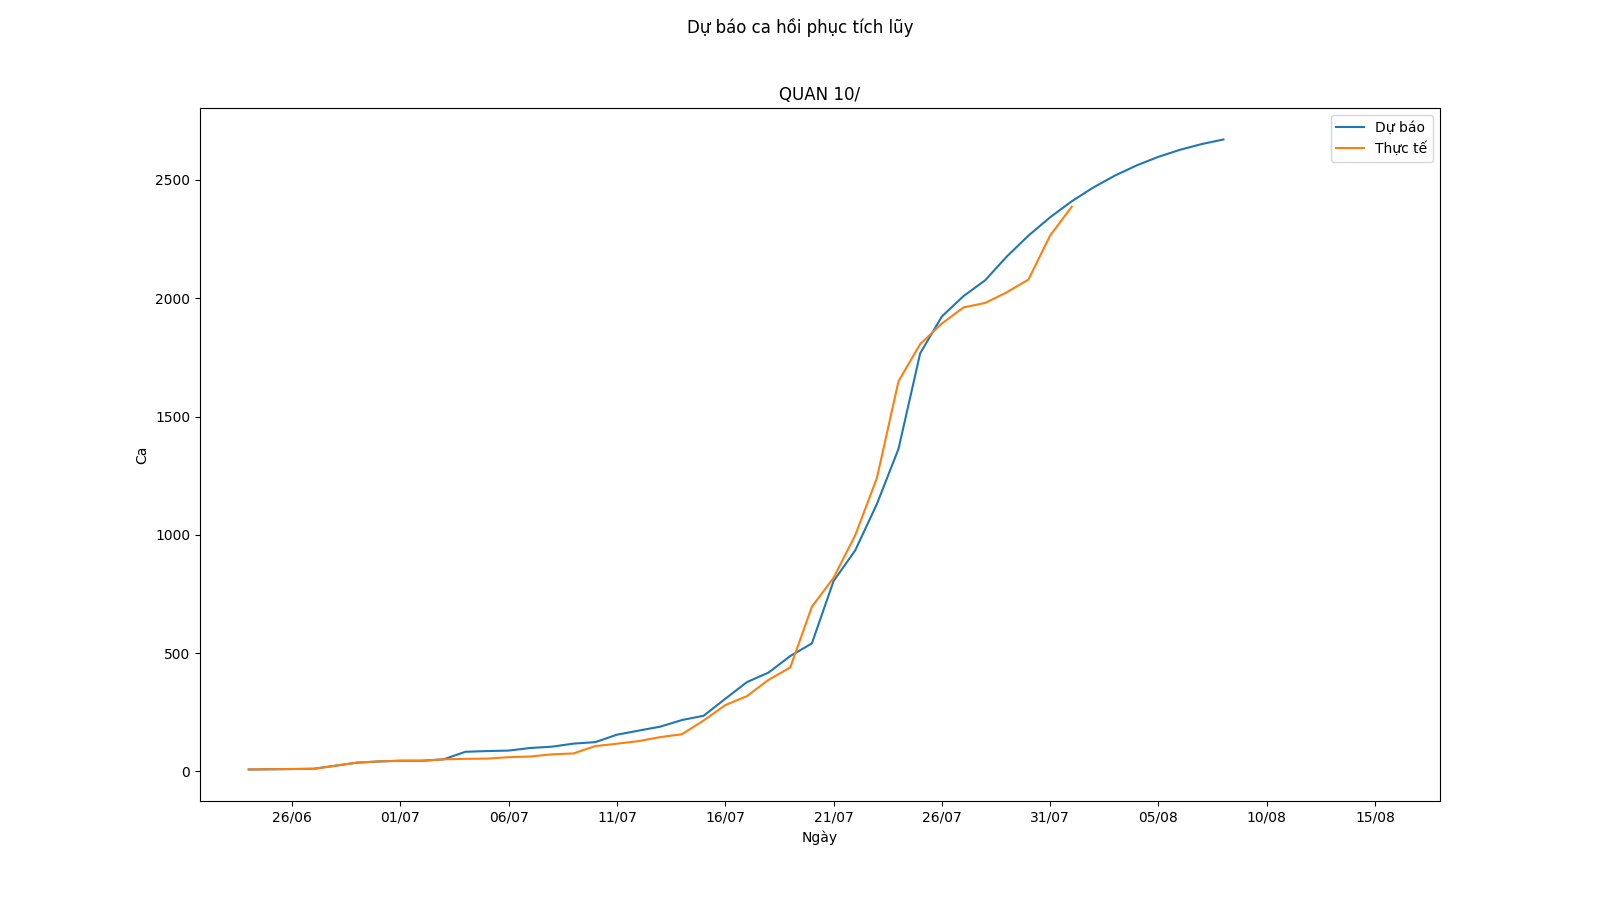 Dự báo ca hồi phục tích lũy
QUAN 10/
Dự báo
Thực tế
2500
2000
1500
1000
500
0
Ca
26/06 01/07 06/07 11/07 16/07 21/07 26/07 31/07 05/08 10/08 15/08
Ngày